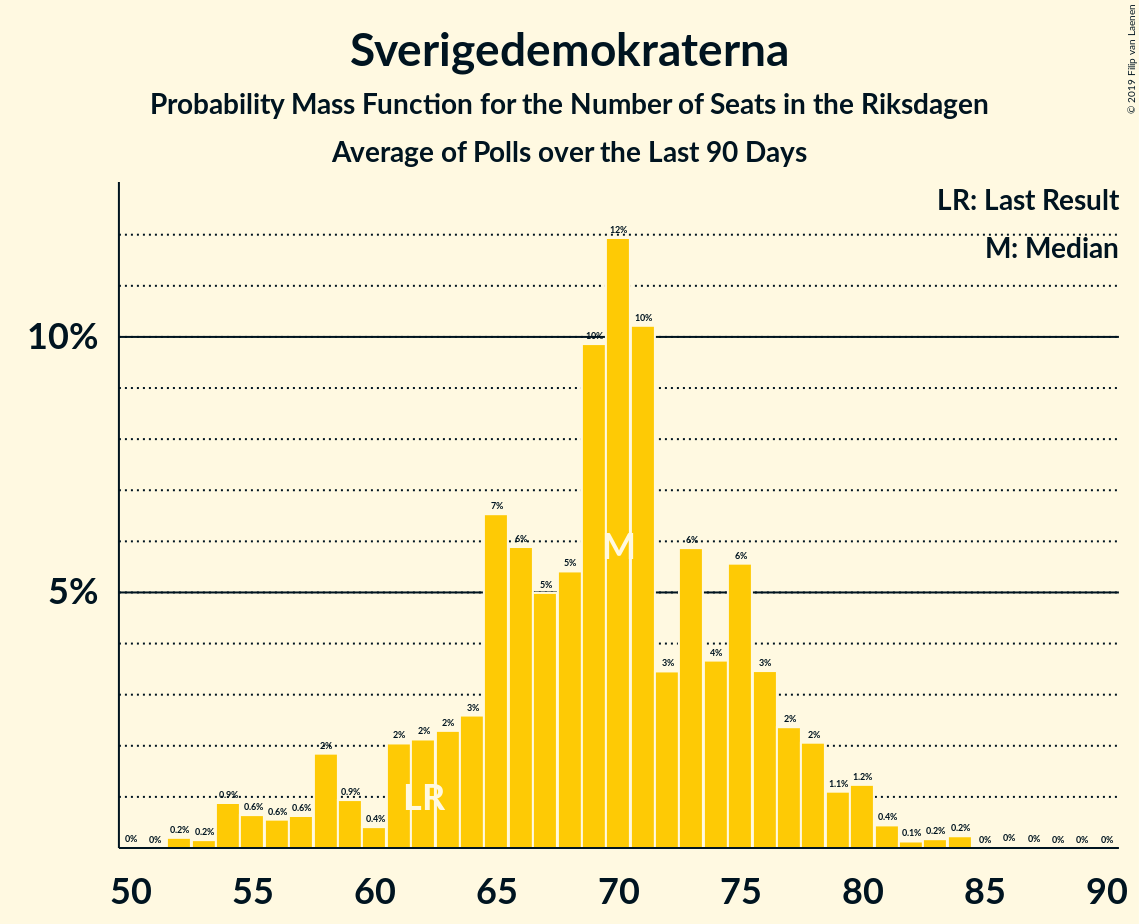 Sverigedemokraterna
Probability Mass Function for the Number of Seats in the Riksdagen
Average of Polls over the Last 90 Days
© 2019 Filip van Laenen
LR: Last Result
M: Median
10%
5%
0% 0% 0.2% 0.2% 0.9% 0.6% 0.6% 0.6% 2% 0.9% 0.4% 2% 2% 2% 3% 7% 6% 5% 5% 10% 12% 10% 3% 6% 4% 6% 3% 2% 2% 1.1% 1.2% 0.4% 0.1% 0.2% 0.2% 0% 0% 0% 0% 0% 0%
M
LR
50 55 60 65 70 75 80 85 90